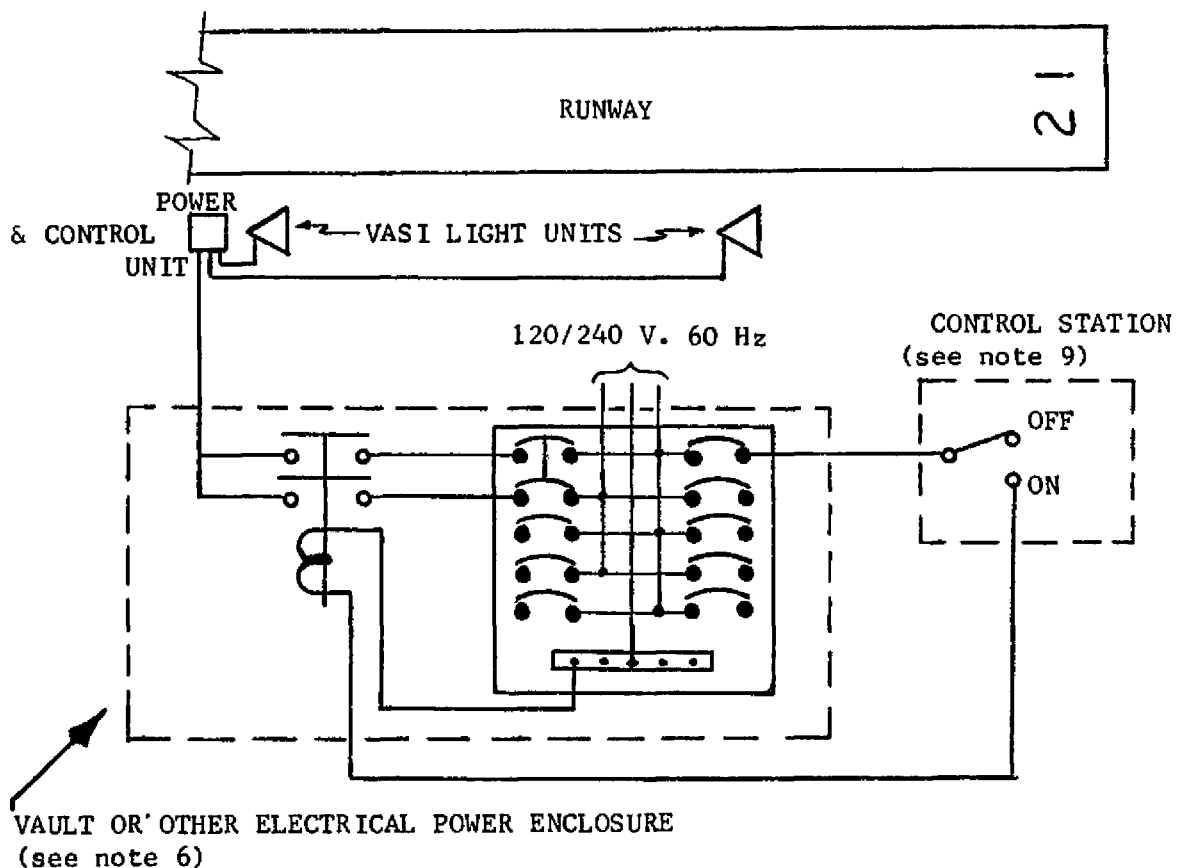 RUNWAY
21
POWER
& CONTROL
UNIT
VASI LIGHT UNITS
120/240 V. 60 Hz
CONTROL STATION
(see note 9)
OFF
ON
VAULT OR' OTHER ELECTRICAL POWER ENCLOSURE
(see note 6)